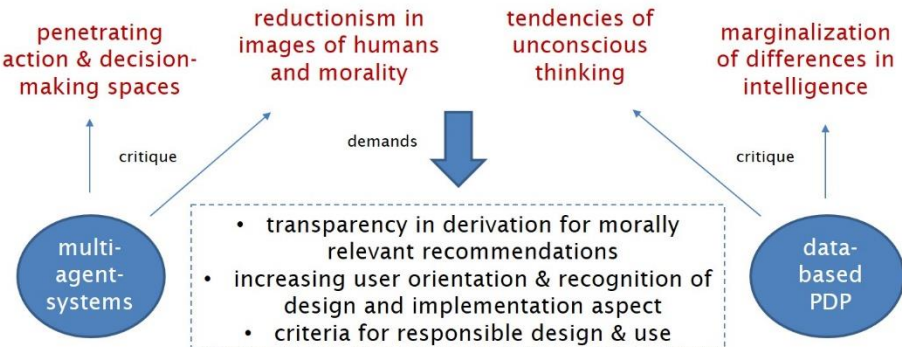 penetrating
action & decision-
making spaces
reductionism in
images of humans
and morality
tendencies of
unconscious
thinking
marginalization
of differences in
intelligence
critique
demands
critique
multi-
agent-
systems
• transparency in derivation for morally
relevant recommendations
• increasing user orientation & recognition of
design and implementation aspect
• criteria for responsible design & use
data-
based
PDP